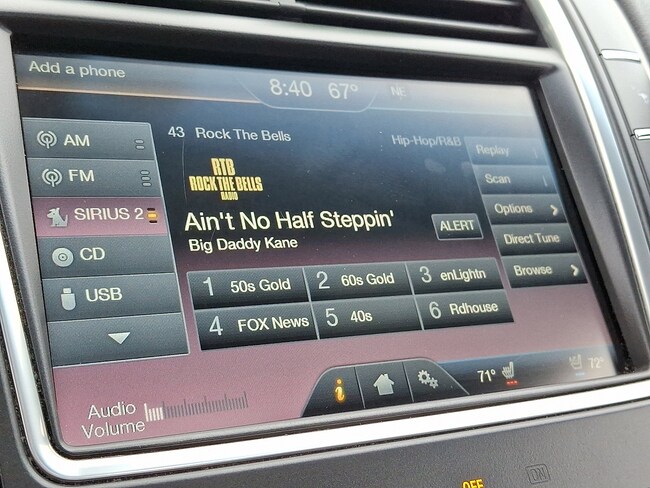 Add a phone
8:40 67° NE
AM
FM
SIRIUS 2
CD
USB
43 Rock The Bells
Hip-Hop/R&B
RTB
ROCK THE BELLS
RADIO
Ain't No Half Steppin'
Big Daddy Kane
ALERT
Replay
Scan
Options
Direct Tune
Browse
1 50s Gold
2 60s Gold
3 enLightn
4 FOX News
5 40s
6 Rdhouse
Audio
Volume
i
71°
72°
OFF
ON